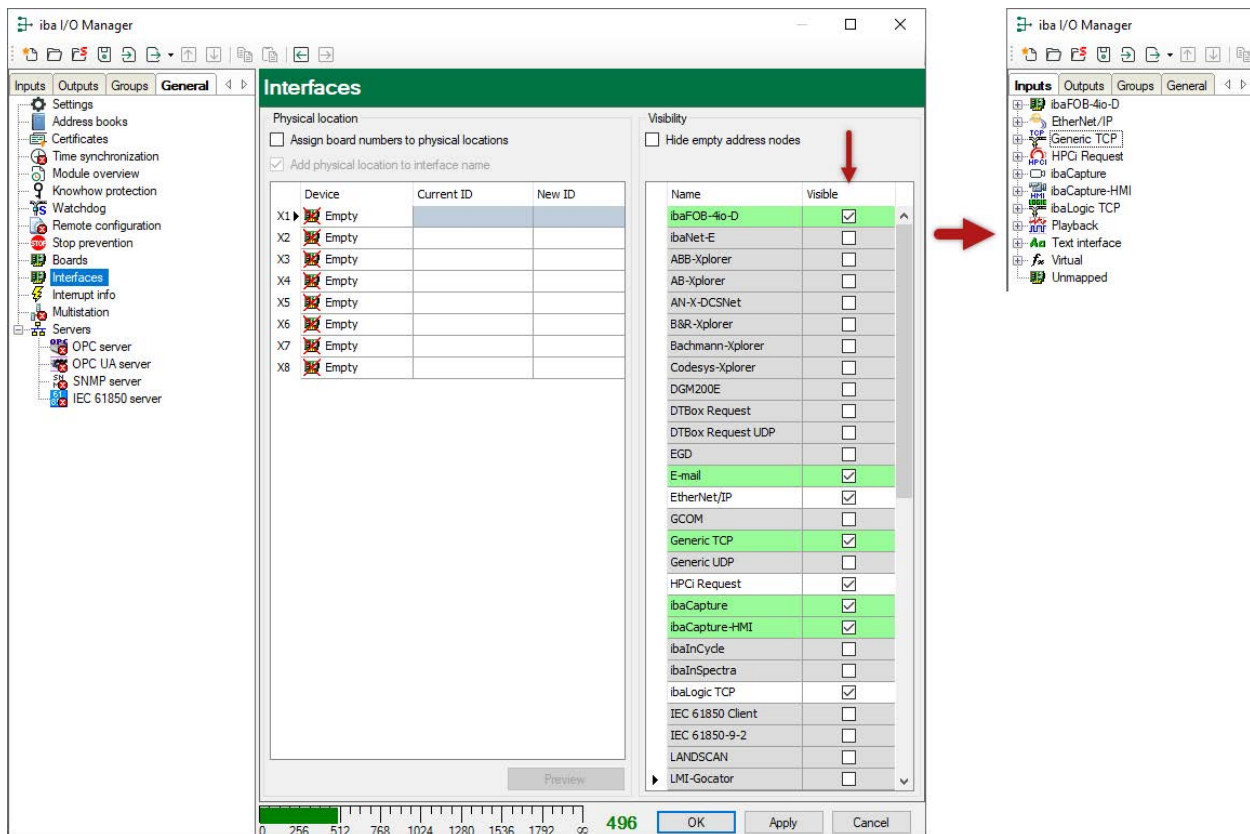 iba I/O Manager
Inputs Outputs Groups General
Settings
Address books
Certificates
Time synchronization
Module overview
Knowhow protection
Watchdog
Remote configuration
Stop prevention
Boards
Interfaces
Interrupt info
Multistation
Servers
OPC server
OPC UA server
SNMP server
IEC 61850 server
Interfaces
Physical location
Assign board numbers to physical locations
Add physical location to interface name
Device Current ID New ID
X1 Empty
X2 Empty
X3 Empty
X4 Empty
X5 Empty
X6 Empty
X7 Empty
X8 Empty
Preview
Visibility
Hide empty address nodes
Name Visible
ibaFOB-4io-D
ibaNet-E
ABB-Xplorer
AB-Xplorer
AN-X-DCSNet
B&R-Xplorer
Bachmann-Xplorer
Codesys-Xplorer
DGM200E
DTBox Request
DTBox Request UDP
EGD
E-mail
EtherNet/IP
GCOM
Generic TCP
Generic UDP
HPCi Request
ibaCapture
ibaCapture-HMI
ibaInCycle
ibaInSpectra
ibaLogic TCP
IEC 61850 Client
IEC 61850-9-2
LANDSCAN
LMI-Gocator
0 256 512 768 1024 1280 1536 1792 ∞
496
OK Apply Cancel
iba I/O Manager
Inputs Outputs Groups General
ibaFOB-4io-D
EtherNet/IP
Generic TCP
HPCi Request
ibaCapture
ibaCapture-HMI
ibaLogic TCP
Playback
Text interface
Virtual
Unmapped